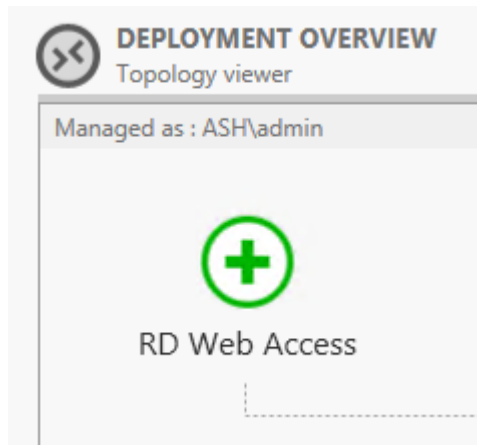 DEPLOYMENT OVERVIEW
Topology viewer
Managed as : ASH\admin
RD Web Access